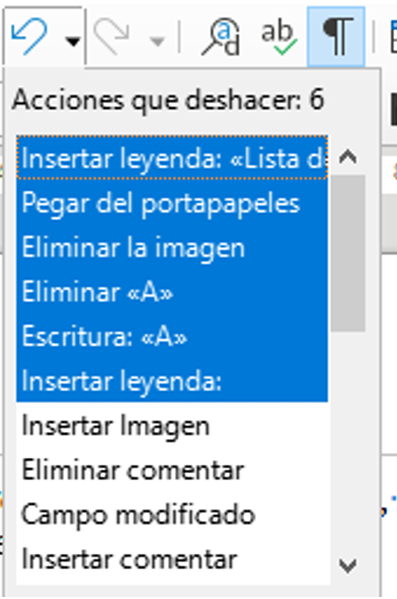 ab
Acciones que deshacer: 6
Insertar leyenda: «Lista d
Pegar del portapapeles
Eliminar la imagen
Eliminar «A»
Escritura: «A»
Insertar leyenda:
Insertar Imagen
Eliminar comentar
Campo modificado
Insertar comentar